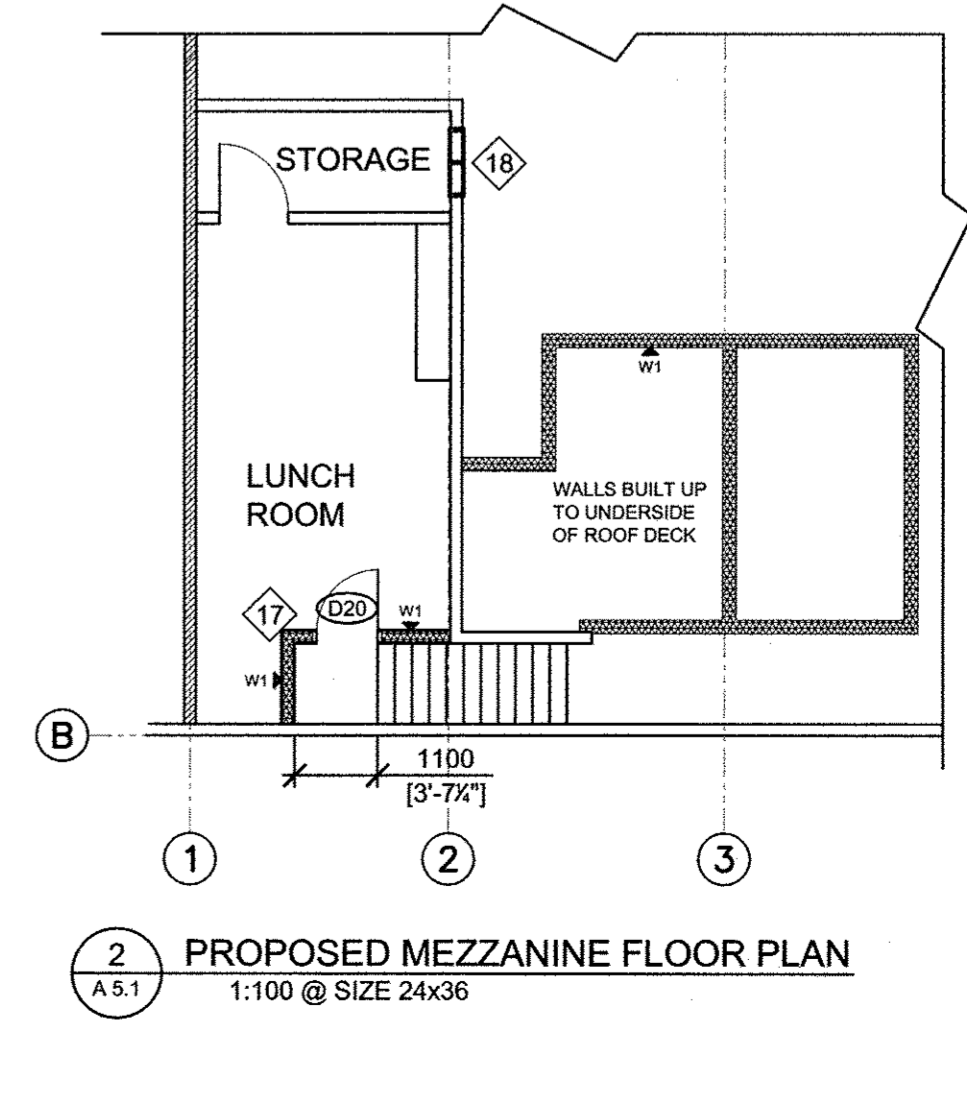 STORAGE
18
W1
LUNCH
ROOM
WALLS BUILT UP
TO UNDERSIDE
OF ROOF DECK
17
D20
W1
W1
B
1100
[3'-7¼"]
1
2
3
2
A 5.1
PROPOSED MEZZANINE FLOOR PLAN
1:100 @ SIZE 24x36